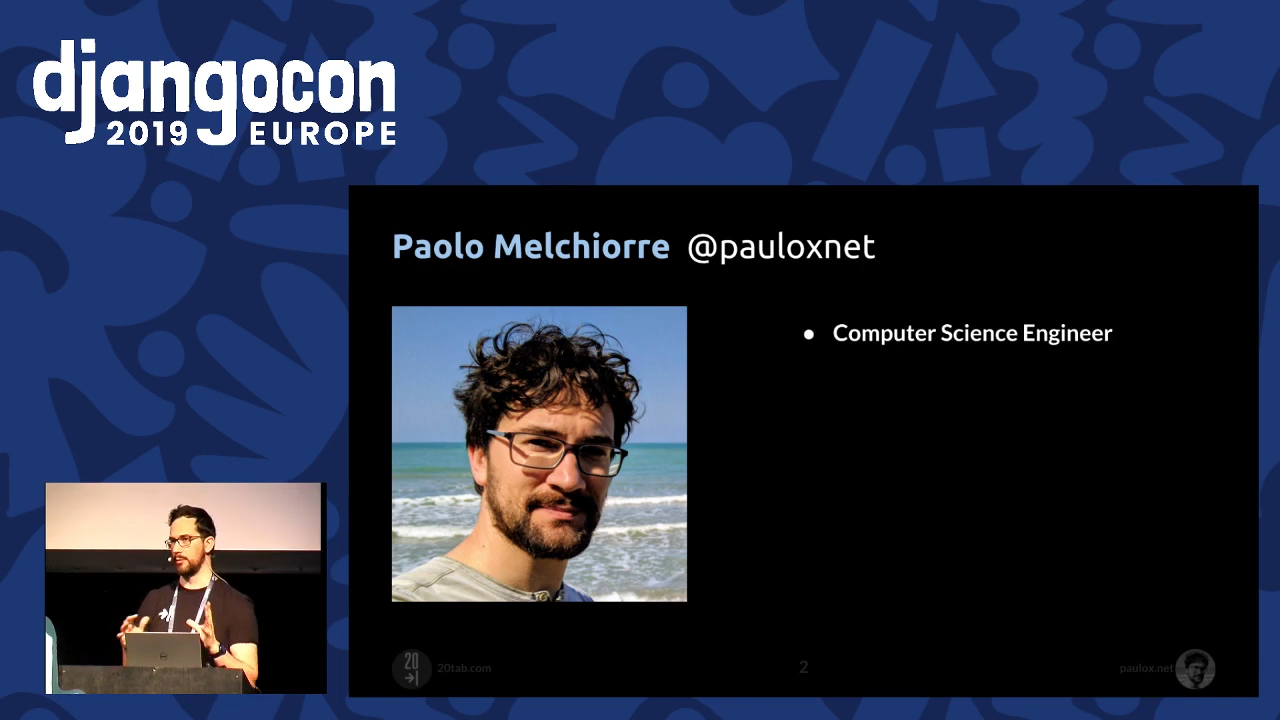 djangocon
2019 EUROPE
Paolo Melchiorre @pauloxnet
● Computer Science Engineer
20
20tab.com
2
paulox.net